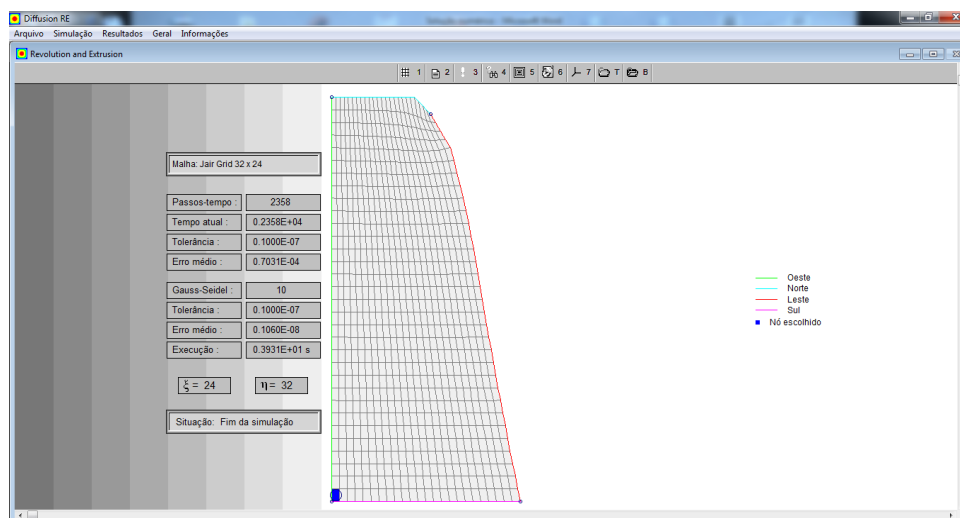 Diffusion RE
Arquivo Simulação Resultados Geral Informações
Revolution and Extrusion
1 2 3 4 5 6 7 T B
Malha: Jair Grid 32 x 24
Passos-tempo : 2358
Tempo atual : 0.2358E+04
Tolerância : 0.1000E-07
Erro médio : 0.7031E-04
Gauss-Seidel : 10
Tolerância : 0.1000E-07
Erro médio : 0.1060E-08
Execução : 0.3931E+01 s
ξ = 24 η = 32
Situação: Fim da simulação
Oeste
Norte
Leste
Sul
Nó escolhido